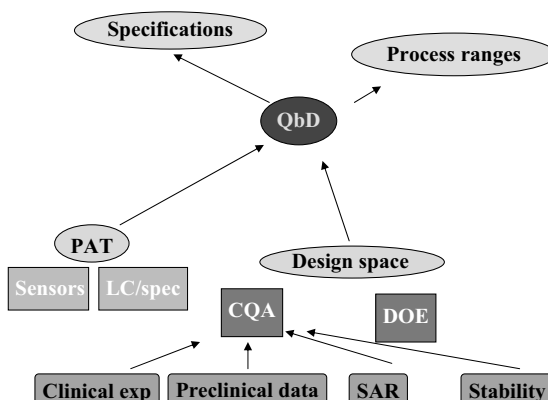 Specifications
Process ranges
QbD
PAT
Design space
Sensors
LC/spec
CQA
DOE
Clinical exp
Preclinical data
SAR
Stability